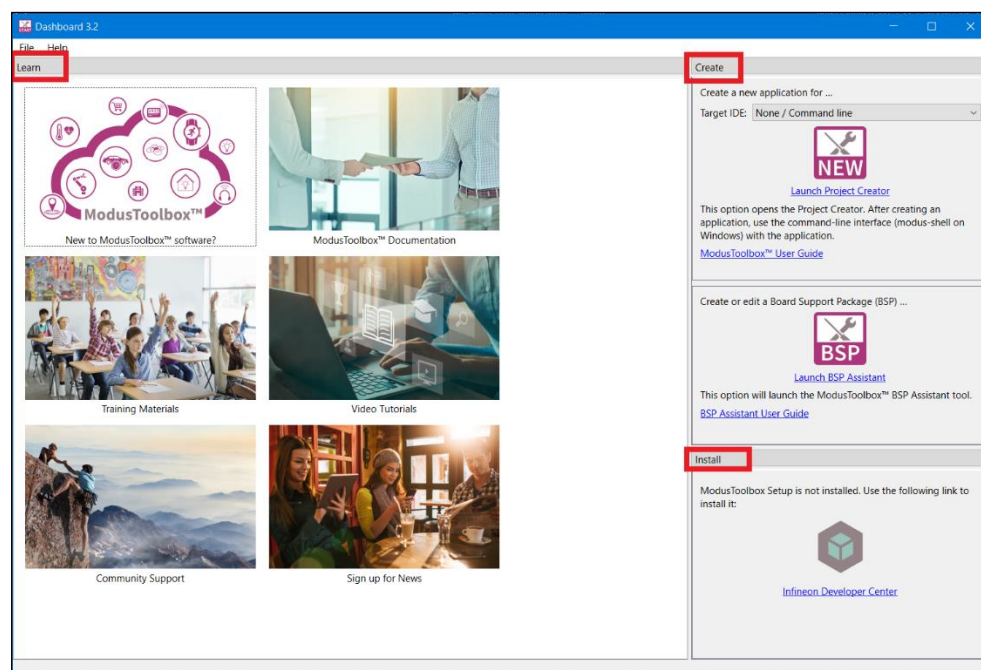 Dashboard 3.2
File Help
Learn
ModusToolbox™
New to ModusToolbox™ software?
ModusToolbox™ Documentation
Training Materials
Video Tutorials
Community Support
Sign up for News
Create
Create a new application for ...
Target IDE: None / Command line
NEW
Launch Project Creator
This option opens the Project Creator. After creating an
application, use the command-line interface (modus-shell on
Windows) with the application.
ModusToolbox™ User Guide
Create or edit a Board Support Package (BSP) ...
BSP
Launch BSP Assistant
This option will launch the ModusToolbox™ BSP Assistant tool.
BSP Assistant User Guide
Install
ModusToolbox Setup is not installed. Use the following link to
install it:
Infineon Developer Center